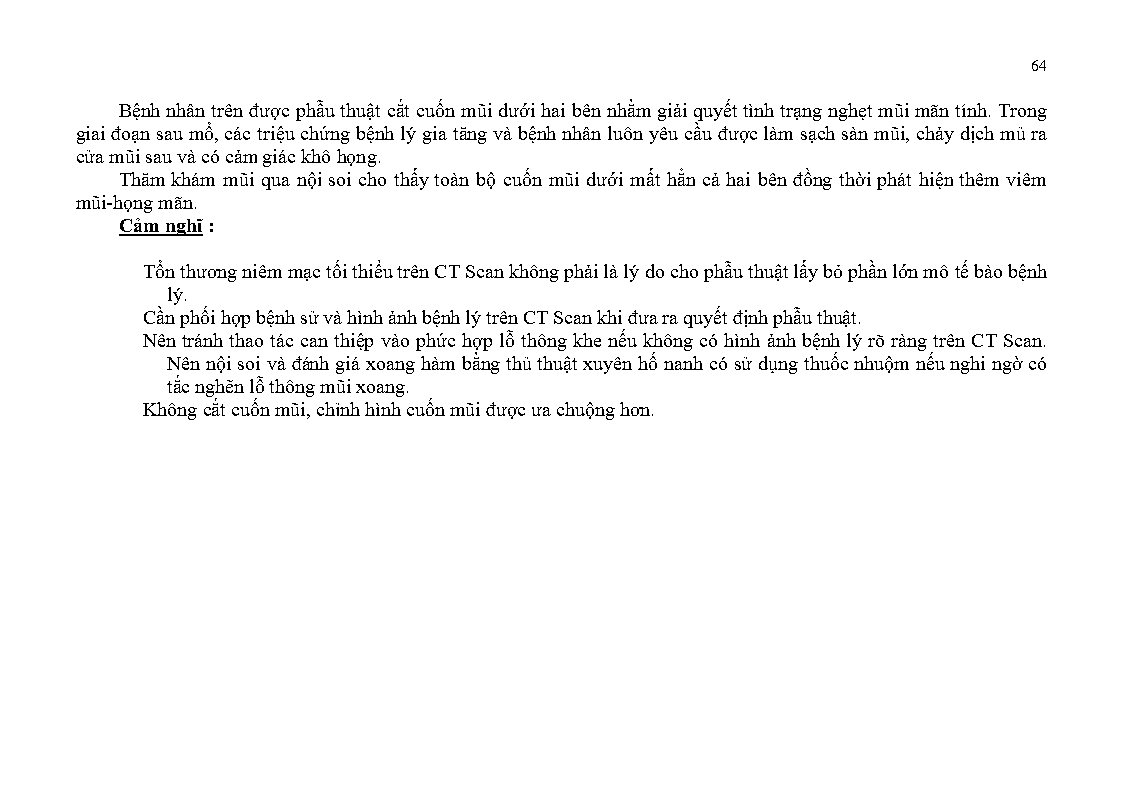 64
Bệnh nhân trên được phẫu thuật cắt cuốn mũi dưới hai bên nhằm giải quyết tình trạng nghẹt mũi mãn tính. Trong
giai đoạn sau mổ, các triệu chứng bệnh lý gia tăng và bệnh nhân luôn yêu cầu được làm sạch sàn mũi, chảy dịch mủ ra
cửa mũi sau và có cảm giác khô họng.
Thăm khám mũi qua nội soi cho thấy toàn bộ cuốn mũi dưới mất hẳn cả hai bên đồng thời phát hiện thêm viêm
mũi-họng mãn.
Cảm nghĩ :
Tổn thương niêm mạc tối thiểu trên CT Scan không phải là lý do cho phẫu thuật lấy bỏ phần lớn mô tế bào bệnh
lý.
Cần phối hợp bệnh sử và hình ảnh bệnh lý trên CT Scan khi đưa ra quyết định phẫu thuật.
Nên tránh thao tác can thiệp vào phức hợp lỗ thông khe nếu không có hình ảnh bệnh lý rõ ràng trên CT Scan.
Nên nội soi và đánh giá xoang hàm bằng thủ thuật xuyên hố nanh có sử dụng thuốc nhuộm nếu nghi ngờ có
tắc nghẽn lỗ thông mũi xoang.
Không cắt cuốn mũi, chỉnh hình cuốn mũi được ưa chuộng hơn.